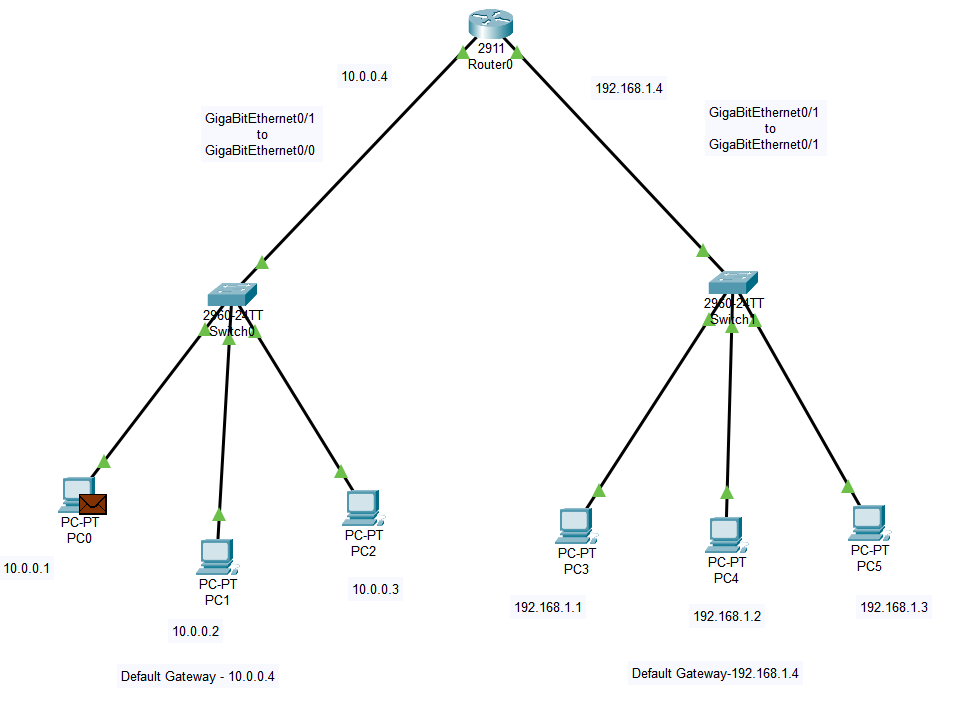 2911
Router0
10.0.0.4
192.168.1.4
GigaBitEthernet0/1
to
GigaBitEthernet0/0
GigaBitEthernet0/1
to
GigaBitEthernet0/1
2960-24TT
Switch0
2960-24TT
Switch1
PC-PT
PC0
10.0.0.1
PC-PT
PC1
10.0.0.2
PC-PT
PC2
10.0.0.3
PC-PT
PC3
192.168.1.1
PC-PT
PC4
192.168.1.2
PC-PT
PC5
192.168.1.3
Default Gateway - 10.0.0.4
Default Gateway-192.168.1.4